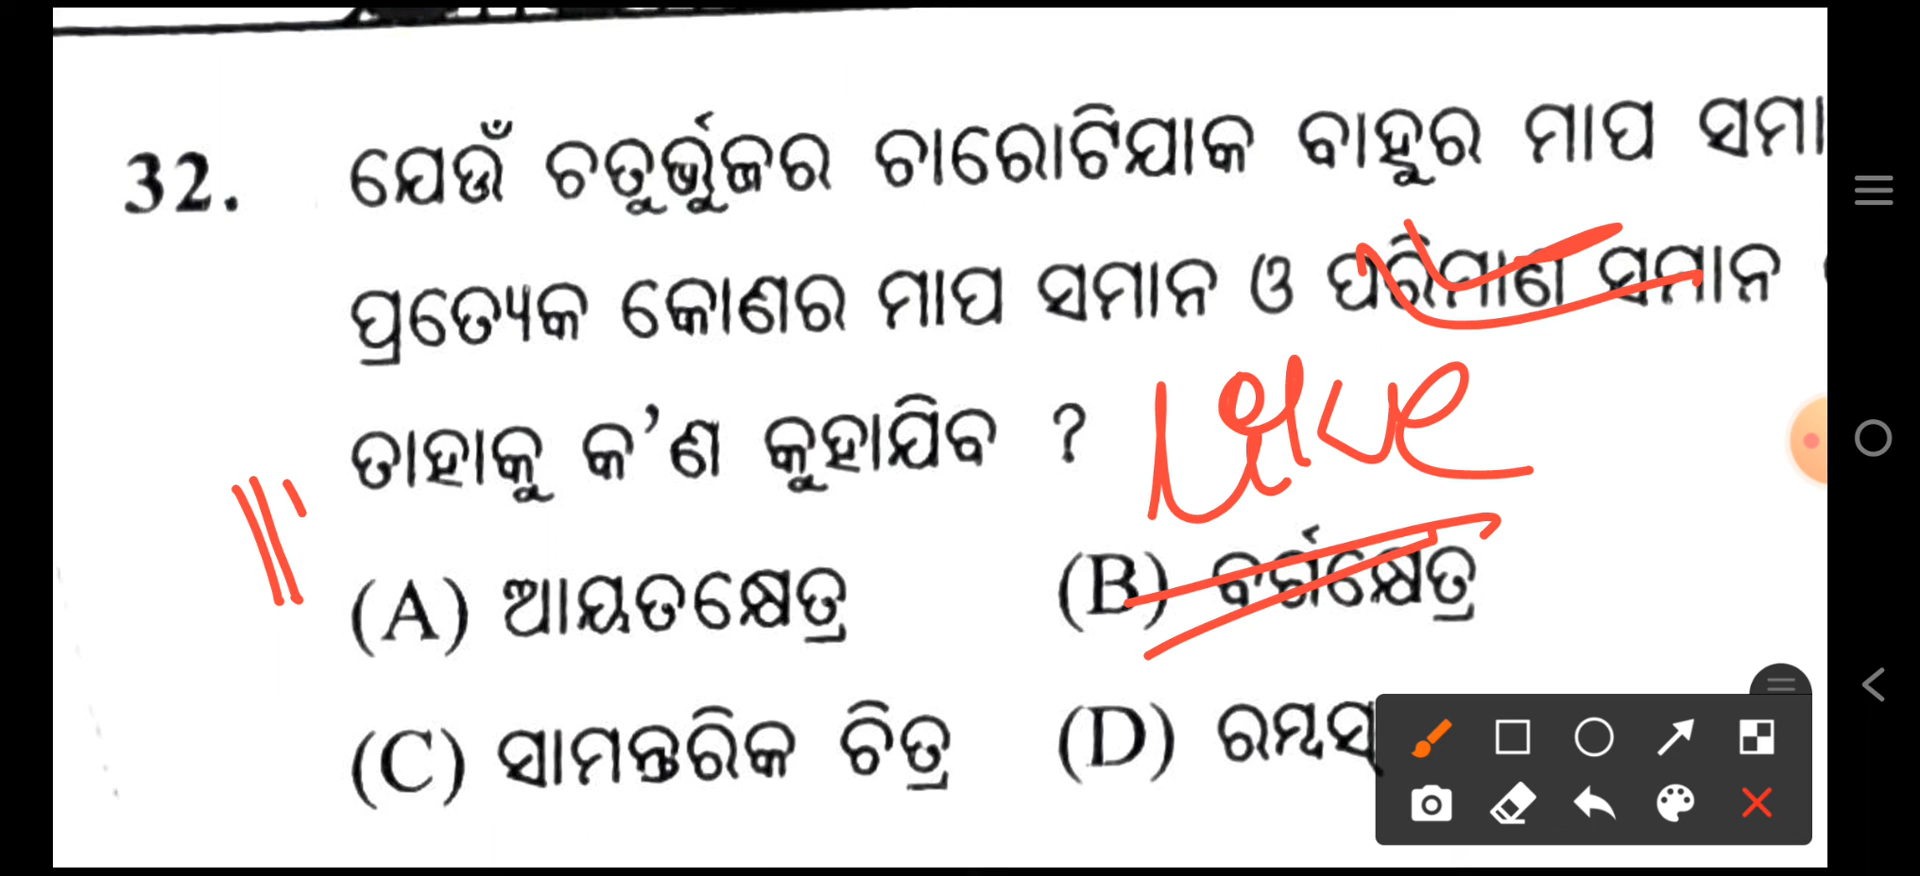 32. ଯେଉଁ ଚତୁର୍ଭୁଜର ଚାରୋଟିଯାକ ବାହୁର ମାପ ସମା
ପ୍ରତ୍ୟେକ କୋଣର ମାପ ସମାନ ଓ ପରିମାଣ ସମାନ
ତାହାକୁ କ'ଣ କୁହାଯିବ ?
(A) ଆୟତକ୍ଷେତ୍ର (B) ବର୍ଗକ୍ଷେତ୍ର
(C) ସାମନ୍ତରିକ ଚିତ୍ର (D) ରମ୍ବସ୍